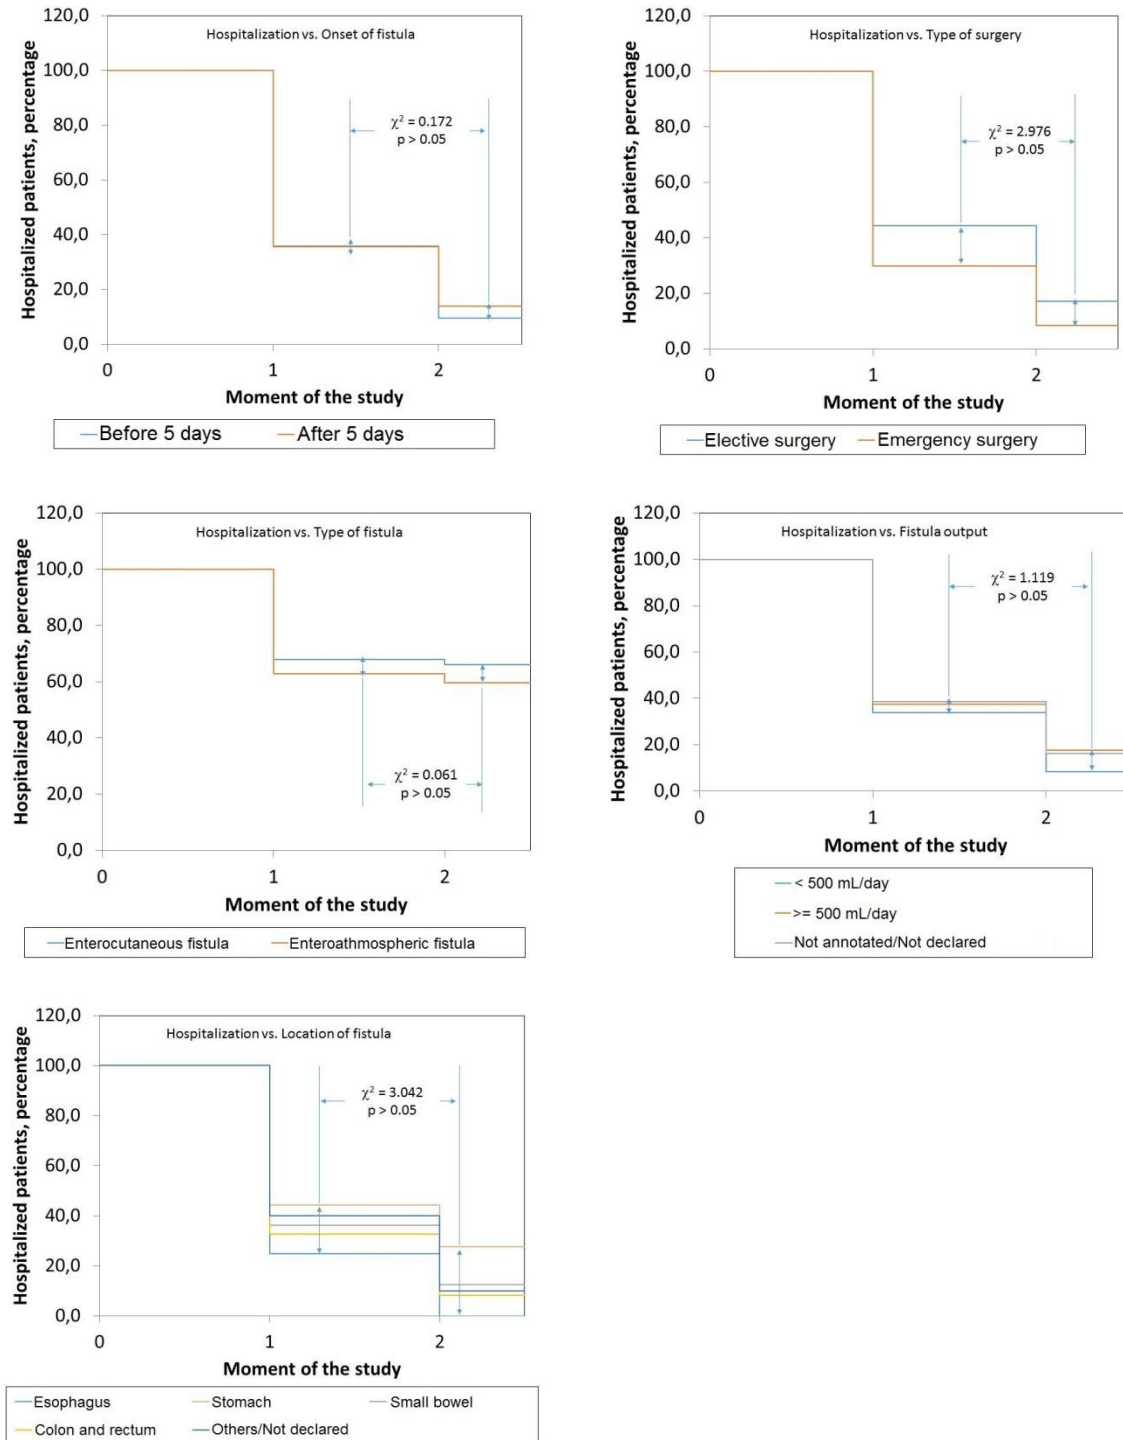 Hospitalization vs. Onset of fistula
Hospitalized patients, percentage
120,0
100,0
80,0
60,0
40,0
20,0
0,0
χ² = 0.172
p > 0.05
0 1 2
Moment of the study
Before 5 days After 5 days
Hospitalization vs. Type of surgery
Hospitalized patients, percentage
120,0
100,0
80,0
60,0
40,0
20,0
0,0
χ² = 2.976
p > 0.05
0 1 2
Moment of the study
Elective surgery Emergency surgery
Hospitalization vs. Type of fistula
Hospitalized patients, percentage
120,0
100,0
80,0
60,0
40,0
20,0
0,0
χ² = 0.061
p > 0.05
0 1 2
Moment of the study
Enterocutaneous fistula Enteroathmospheric fistula
Hospitalization vs. Fistula output
Hospitalized patients, percentage
120,0
100,0
80,0
60,0
40,0
20,0
0,0
χ² = 1.119
p > 0.05
0 1 2
Moment of the study
< 500 mL/day
>= 500 mL/day
Not annotated/Not declared
Hospitalization vs. Location of fistula
Hospitalized patients, percentage
120,0
100,0
80,0
60,0
40,0
20,0
0,0
χ² = 3.042
p > 0.05
0 1 2
Moment of the study
Esophagus Stomach Small bowel
Colon and rectum Others/Not declared